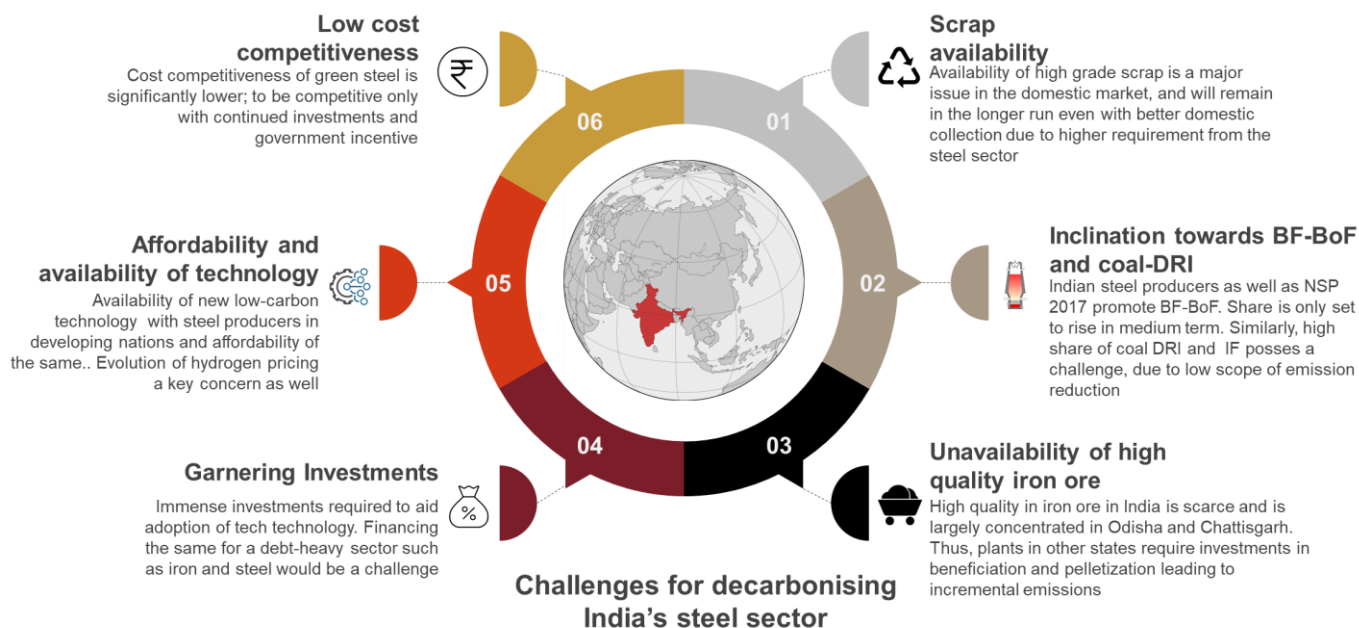 Low cost
competitiveness
Cost competitiveness of green steel is
significantly lower; to be competitive only
with continued investments and
government incentive
06
Scrap
availability
Availability of high grade scrap is a major
issue in the domestic market, and will remain
in the longer run even with better domestic
collection due to higher requirement from the
steel sector
01
Affordability and
availability of technology
Availability of new low-carbon
technology with steel producers in
developing nations and affordability of
the same.. Evolution of hydrogen pricing
a key concern as well
05
Inclination towards BF-BoF
and coal-DRI
Indian steel producers as well as NSP
2017 promote BF-BoF. Share is only set
to rise in medium term. Similarly, high
share of coal DRI and IF posses a
challenge, due to low scope of emission
reduction
02
Garnering Investments
Immense investments required to aid
adoption of tech technology. Financing
the same for a debt-heavy sector such
as iron and steel would be a challenge
04
%
Unavailability of high
quality iron ore
High quality in iron ore in India is scarce and is
largely concentrated in Odisha and Chattisgarh.
Thus, plants in other states require investments in
beneficiation and pelletization leading to
incremental emissions
03
₹
Challenges for decarbonising
India's steel sector